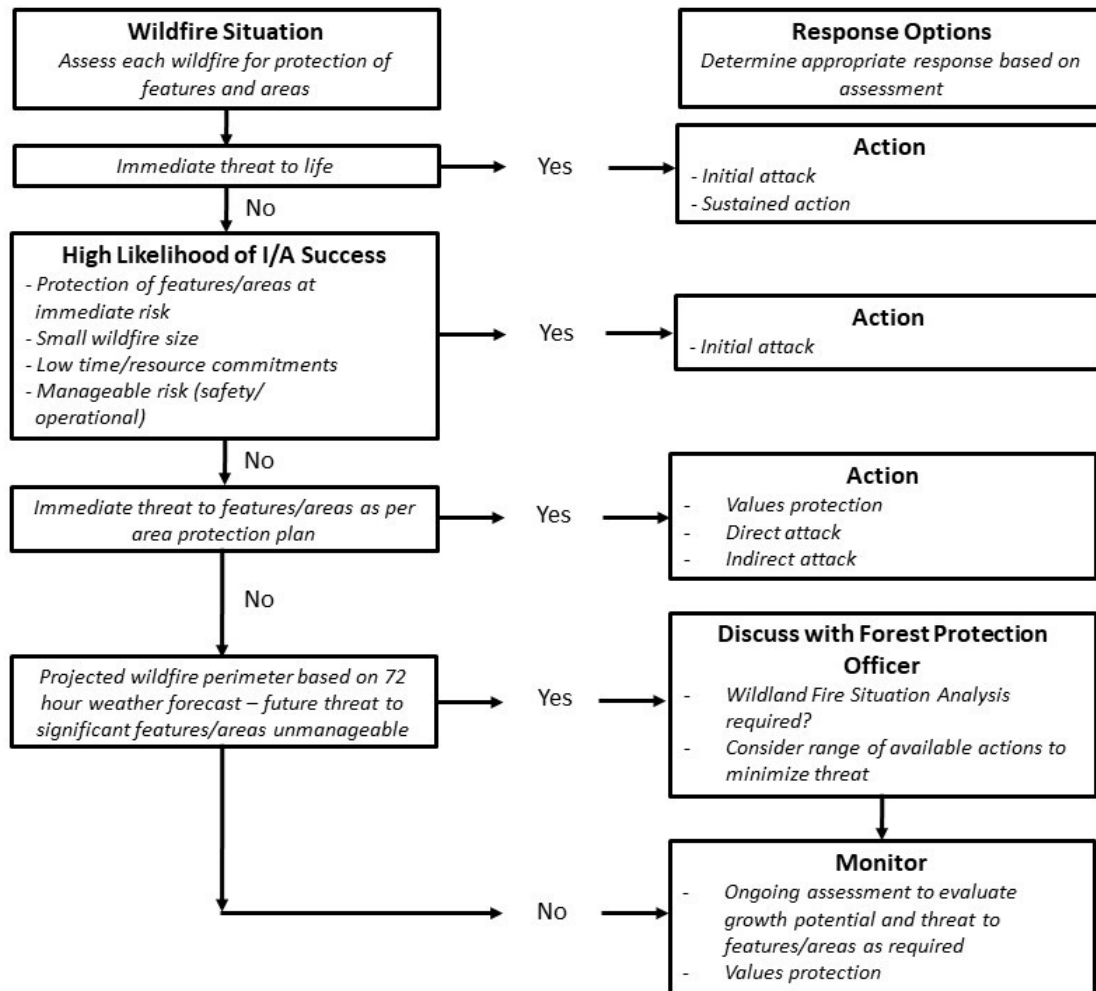 Wildfire Situation
Assess each wildfire for protection of
features and areas
Response Options
Determine appropriate response based on
assessment
Immediate threat to life
Yes
Action
- Initial attack
- Sustained action
No
High Likelihood of I/A Success
- Protection of features/areas at
immediate risk
- Small wildfire size
- Low time/resource commitments
- Manageable risk (safety/
operational)
Yes
Action
- Initial attack
No
Immediate threat to features/areas as per
area protection plan
Yes
Action
- Values protection
- Direct attack
- Indirect attack
No
Projected wildfire perimeter based on 72
hour weather forecast – future threat to
significant features/areas unmanageable
Yes
Discuss with Forest Protection
Officer
- Wildland Fire Situation Analysis
required?
- Consider range of available actions to
minimize threat
No
Monitor
- Ongoing assessment to evaluate
growth potential and threat to
features/areas as required
- Values protection